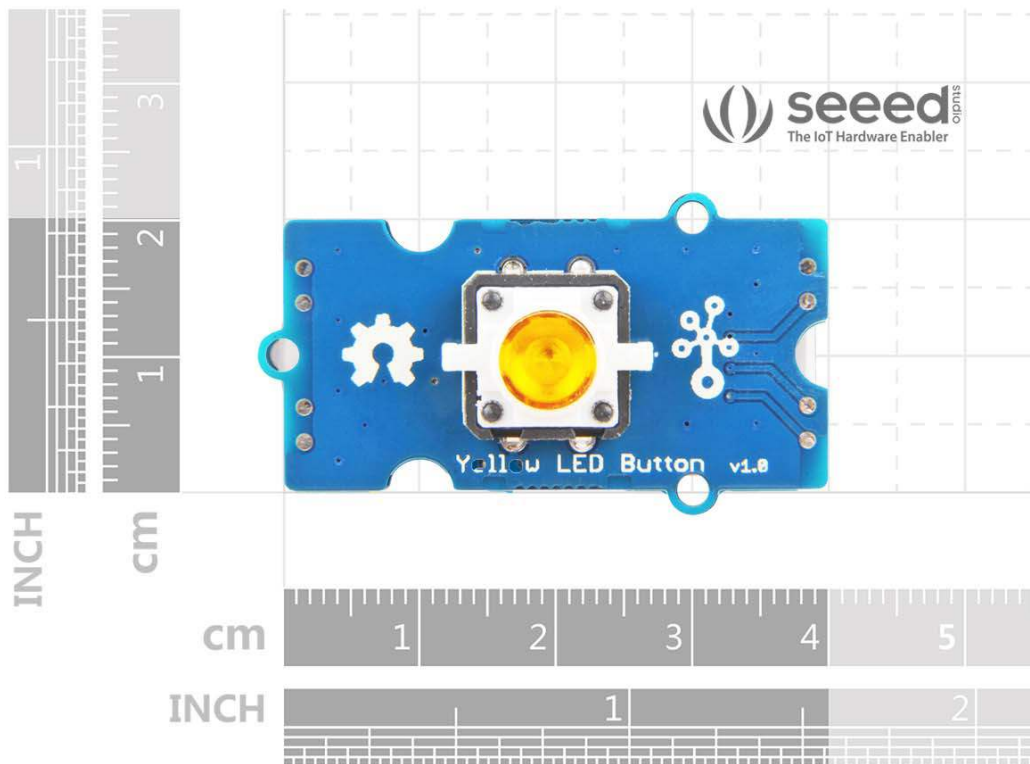 seeed
studio
The IoT Hardware Enabler
1
3
2
1
INCH
cm
Yellow LED Button v1.0
cm
1 2 3 4 5
INCH
1 2